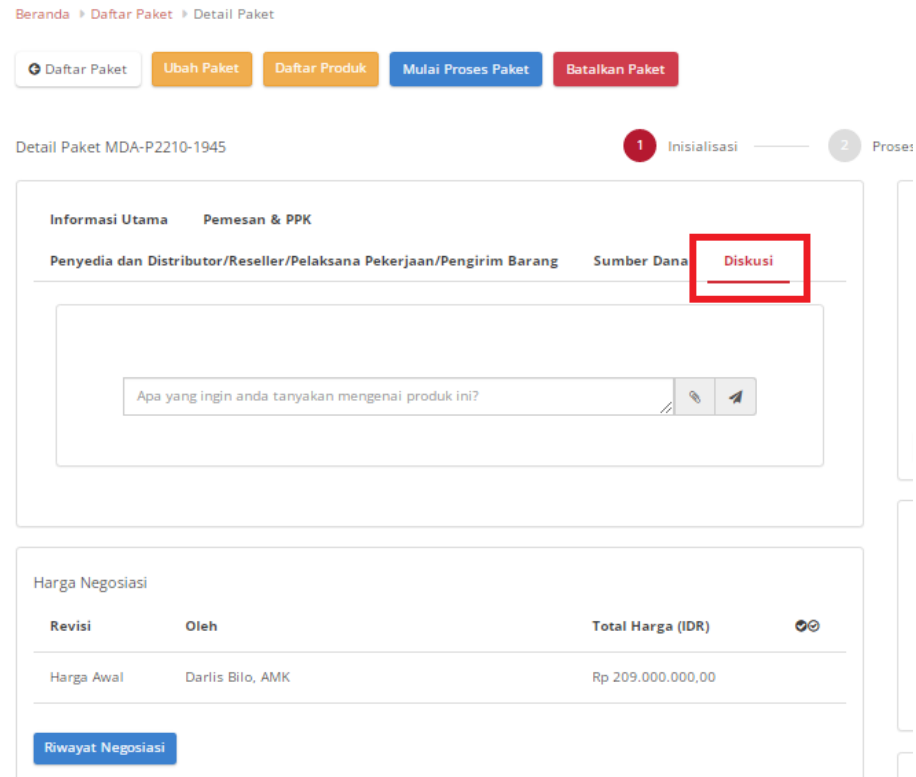 Beranda Daftar Paket Detail Paket
Daftar Paket Ubah Paket Daftar Produk Mulai Proses Paket Batalkan Paket
Detail Paket MDA-P2210-1945 1 Inisialisasi 2 Proses
Informasi Utama Pemesan & PPK
Penyedia dan Distributor/Reseller/Pelaksana Pekerjaan/Pengirim Barang Sumber Dana Diskusi
Apa yang ingin anda tanyakan mengenai produk ini?
Harga Negosiasi
Revisi Oleh Total Harga (IDR)
Harga Awal Darlis Bilo, AMK Rp 209.000.000,00
Riwayat Negosiasi